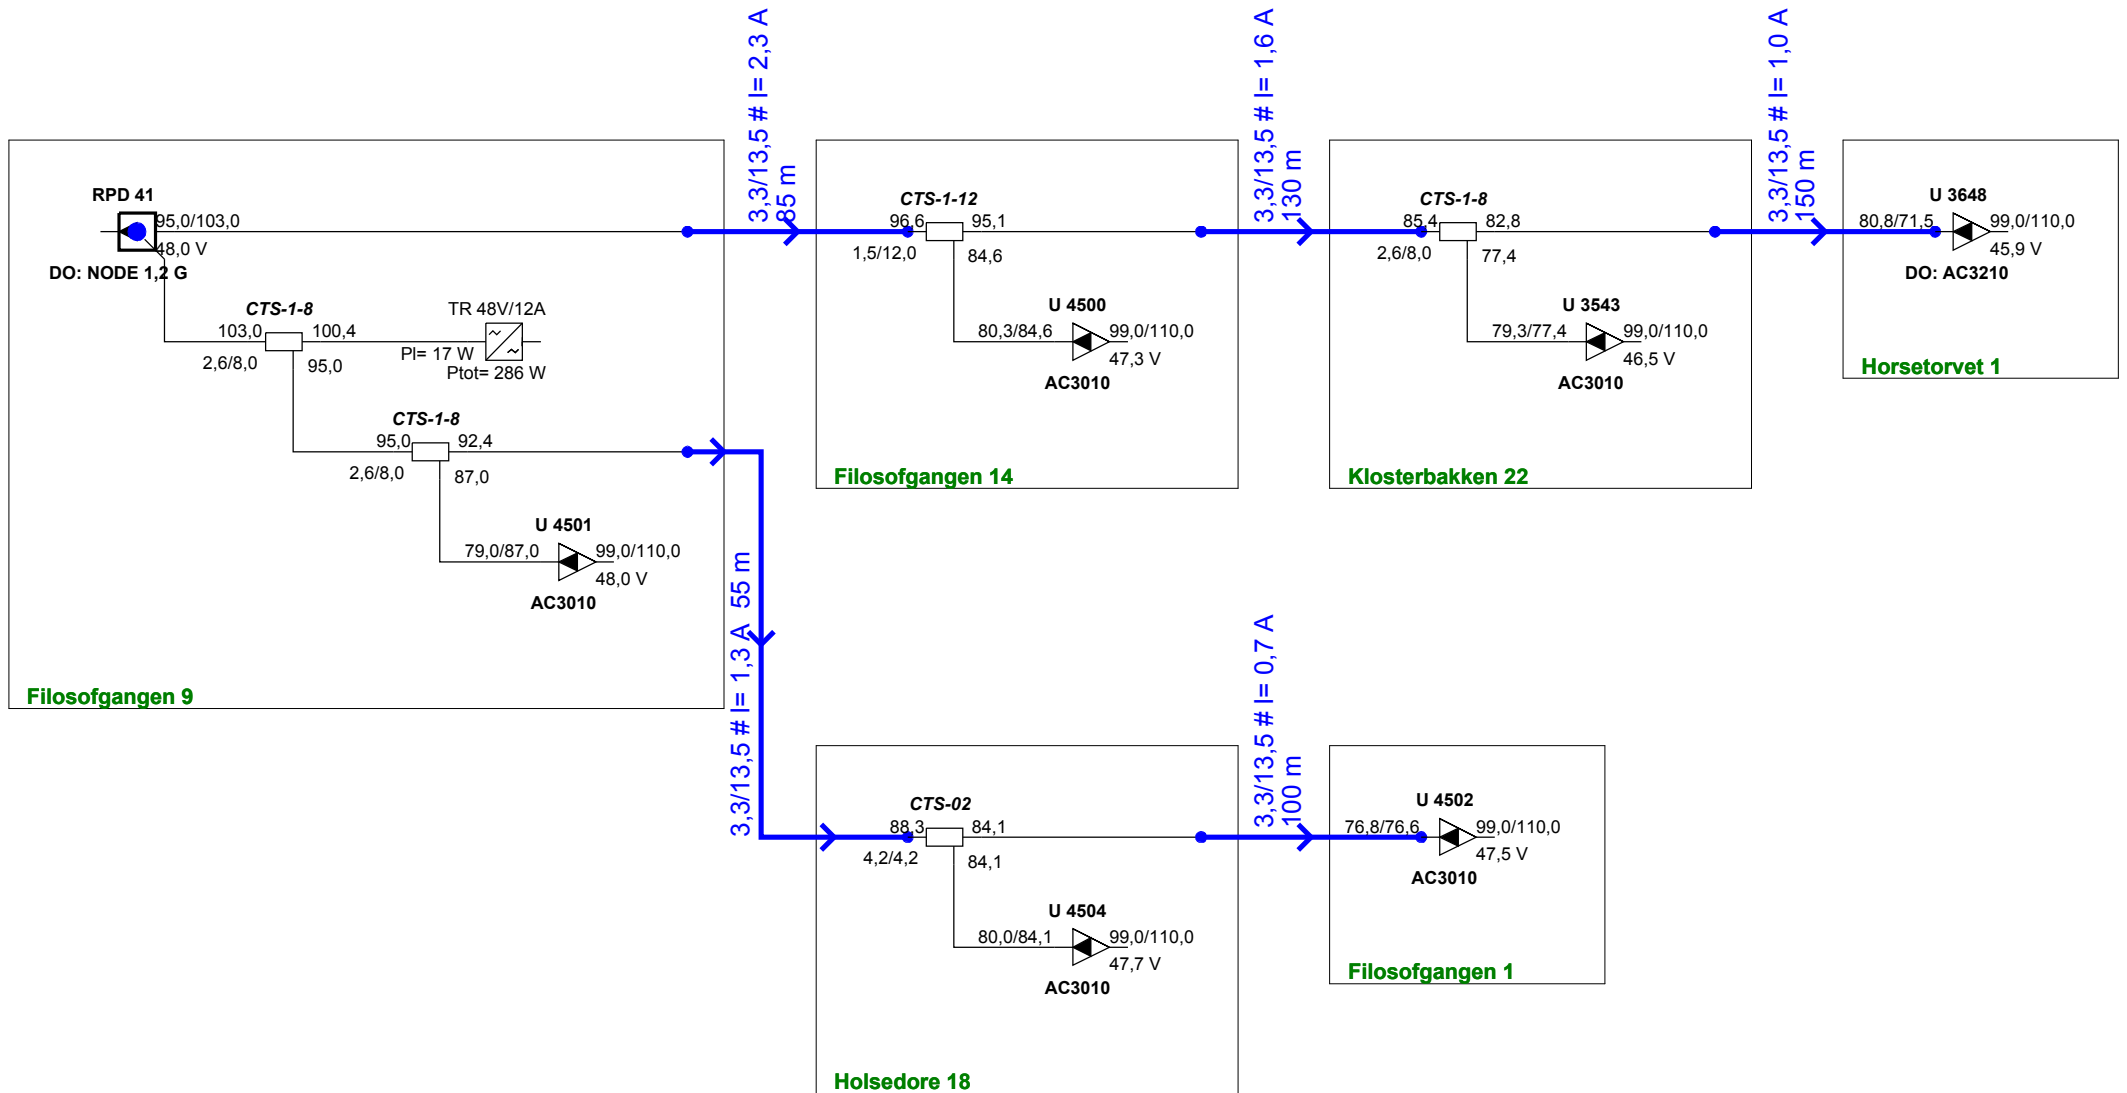 3,3/13,5 # I= 2,3 A
85 m
3,3/13,5 # I= 1,6 A
130 m
3,3/13,5 # I= 1,0 A
150 m
RPD 41
95,0/103,0
48,0 V
DO: NODE 1,2 G
CTS-1-8
103,0
100,4
2,6/8,0
95,0
TR 48V/12A
Pl= 17 W
Ptot= 286 W
CTS-1-8
95,0
92,4
2,6/8,0
87,0
U 4501
79,0/87,0
99,0/110,0
48,0 V
AC3010
Filosofgangen 9
CTS-1-12
96,6
95,1
1,5/12,0
84,6
U 4500
80,3/84,6
99,0/110,0
47,3 V
AC3010
Filosofgangen 14
CTS-1-8
85,4
82,8
2,6/8,0
77,4
U 3543
79,3/77,4
99,0/110,0
46,5 V
AC3010
Klosterbakken 22
U 3648
80,8/71,5
99,0/110,0
45,9 V
DO: AC3210
Horsetorvet 1
3,3/13,5 # I= 1,3 A 55 m
CTS-02
88,3
84,1
4,2/4,2
84,1
U 4504
80,0/84,1
99,0/110,0
47,7 V
AC3010
Holsedore 18
3,3/13,5 # I= 0,7 A
100 m
U 4502
76,8/76,6
99,0/110,0
47,5 V
AC3010
Filosofgangen 1